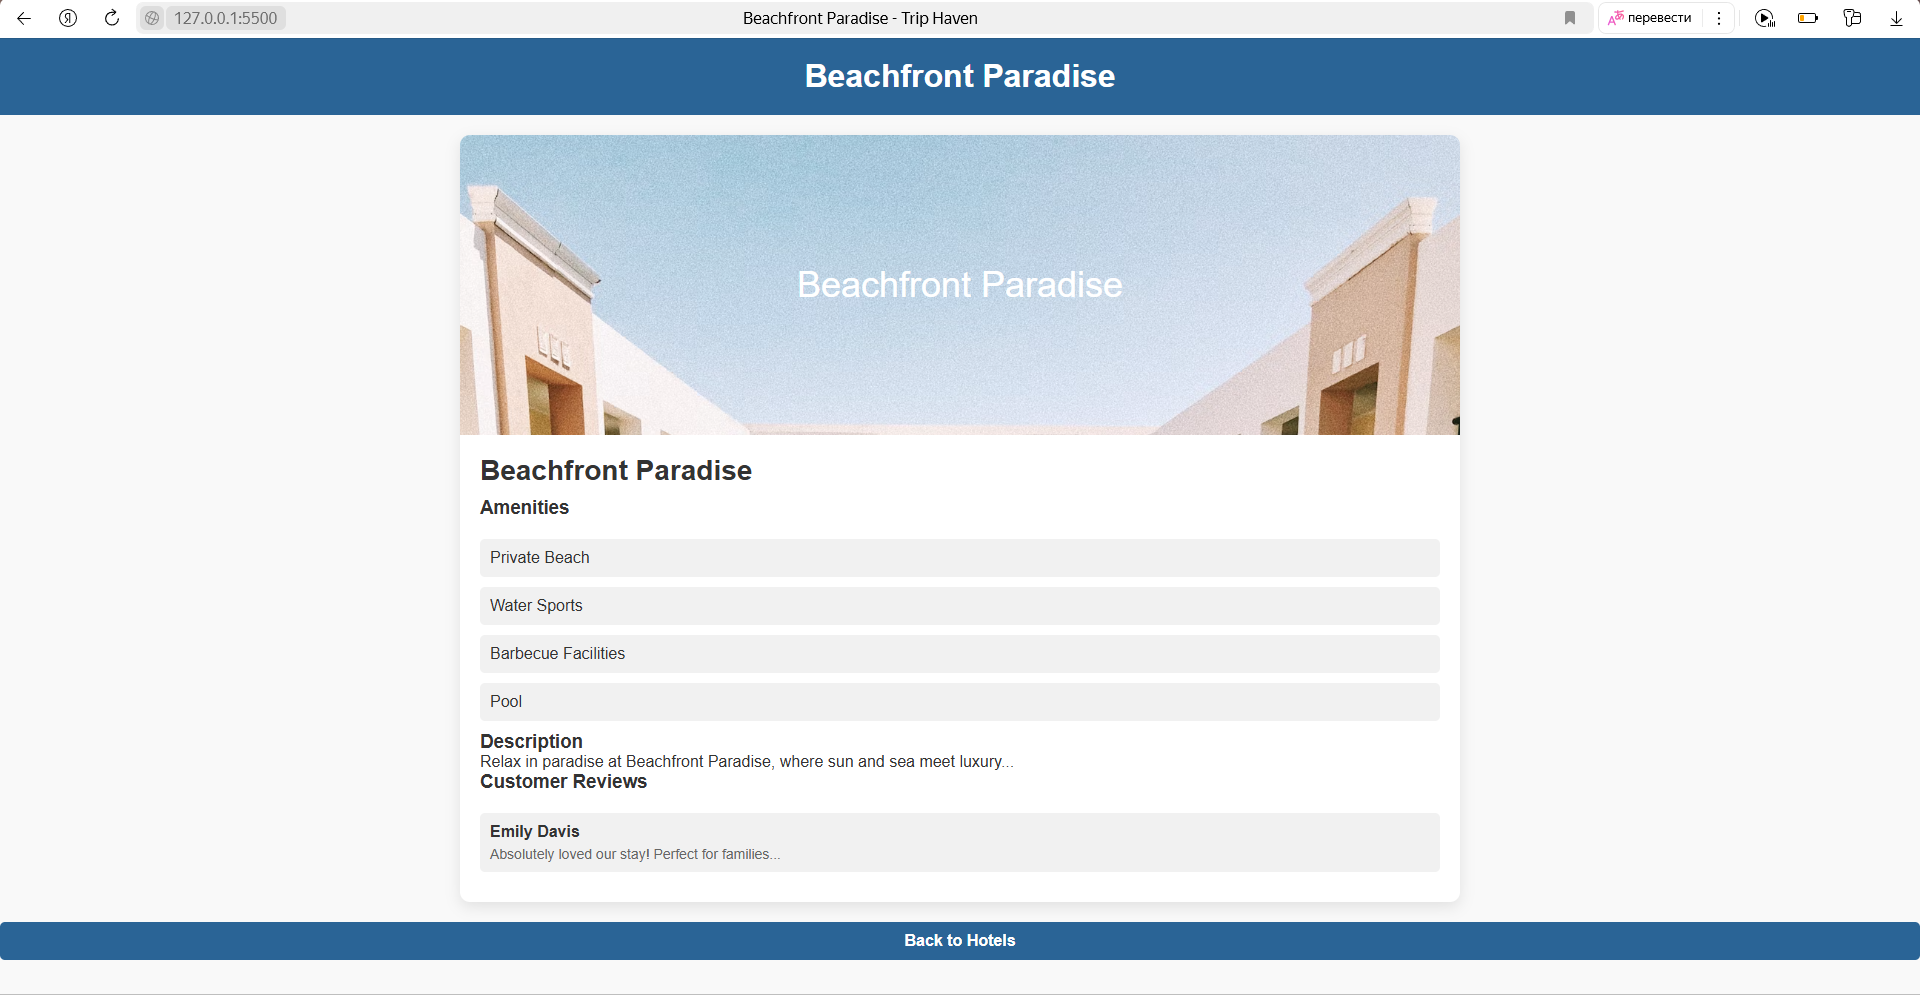 127.0.0.1:5500
Beachfront Paradise - Trip Haven
перевести
Beachfront Paradise
Beachfront Paradise
Beachfront Paradise
Amenities
Private Beach
Water Sports
Barbecue Facilities
Pool
Description
Relax in paradise at Beachfront Paradise, where sun and sea meet luxury...
Customer Reviews
Emily Davis
Absolutely loved our stay! Perfect for families...
Back to Hotels